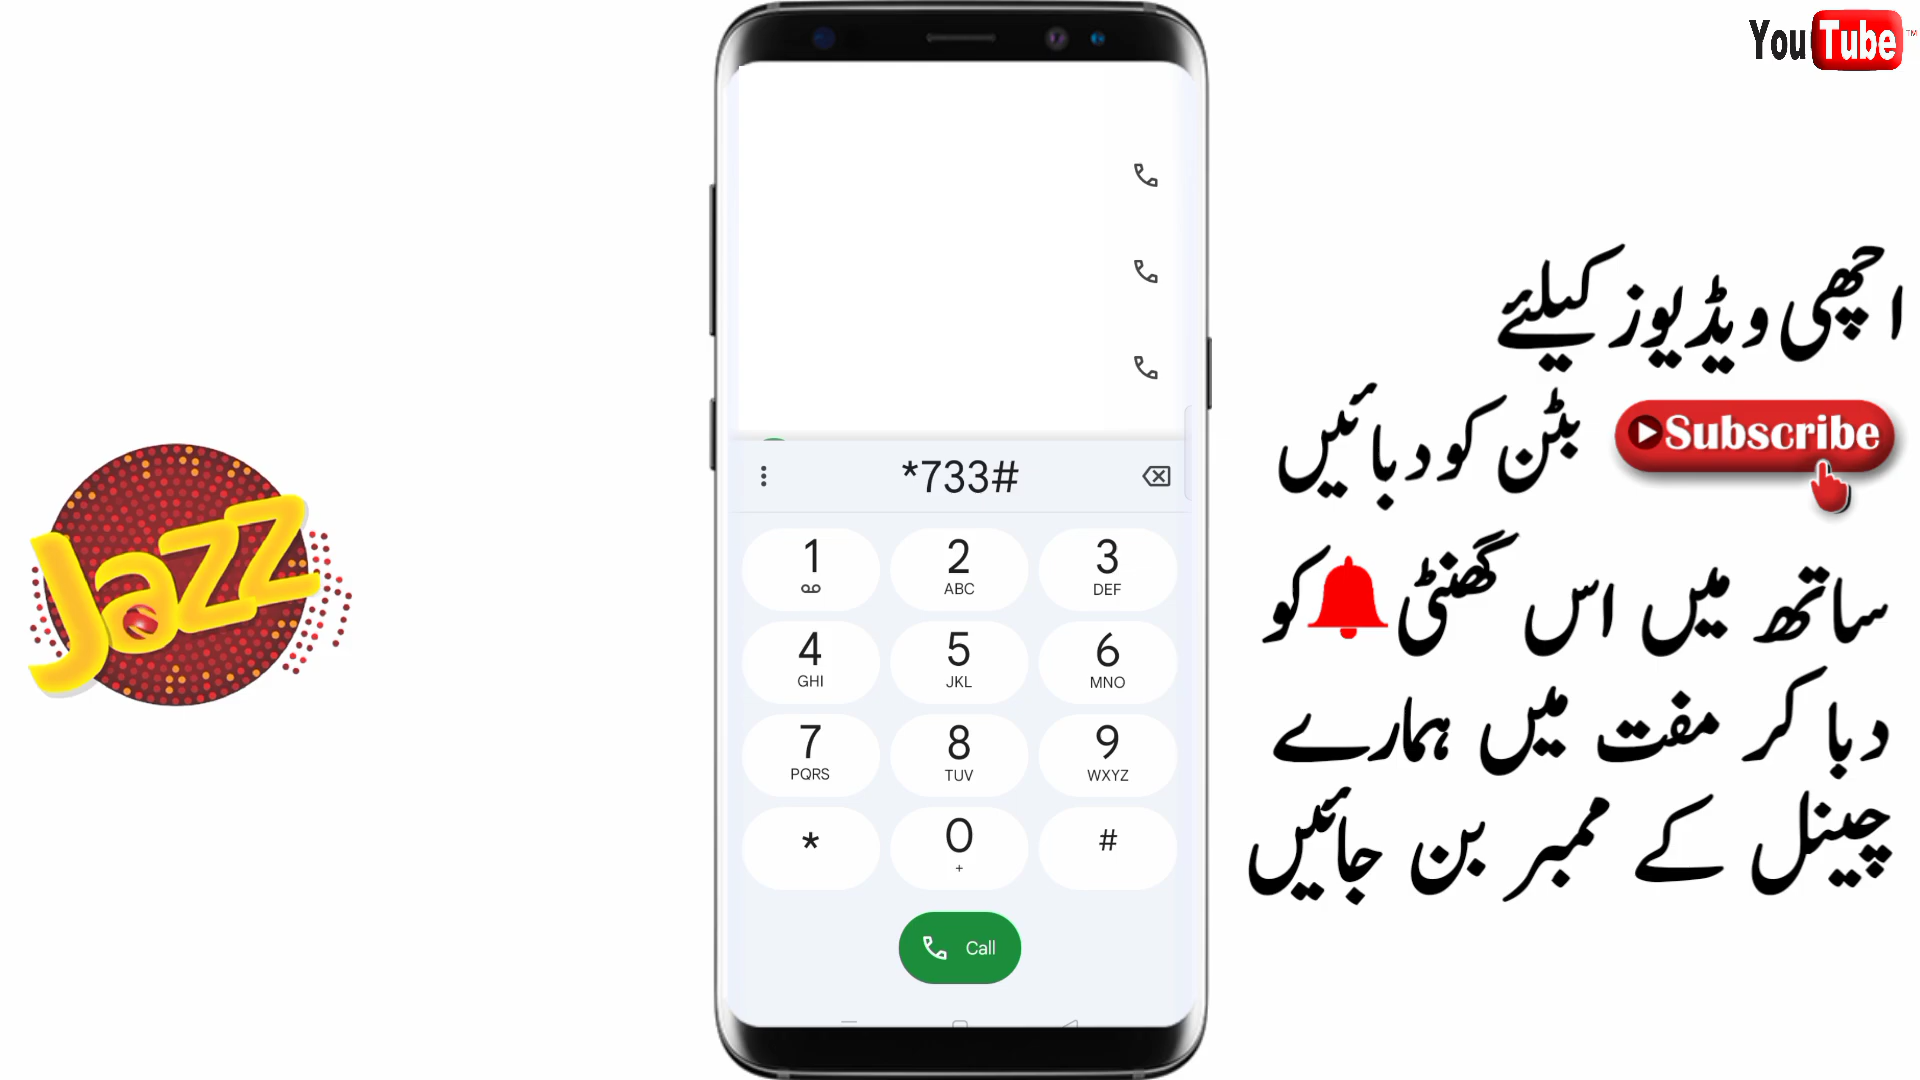 YouTube™
Jazz
*733#
1
2 ABC
3 DEF
4 GHI
5 JKL
6 MNO
7 PQRS
8 TUV
9 WXYZ
*
0 +
#
Call
اچھی ویڈیوز کیلئے
Subscribe بٹن کو دبائیں
ساتھ میں اس گھنٹی کو
دبا کر مفت میں ہمارے
چینل کے ممبر بن جائیں